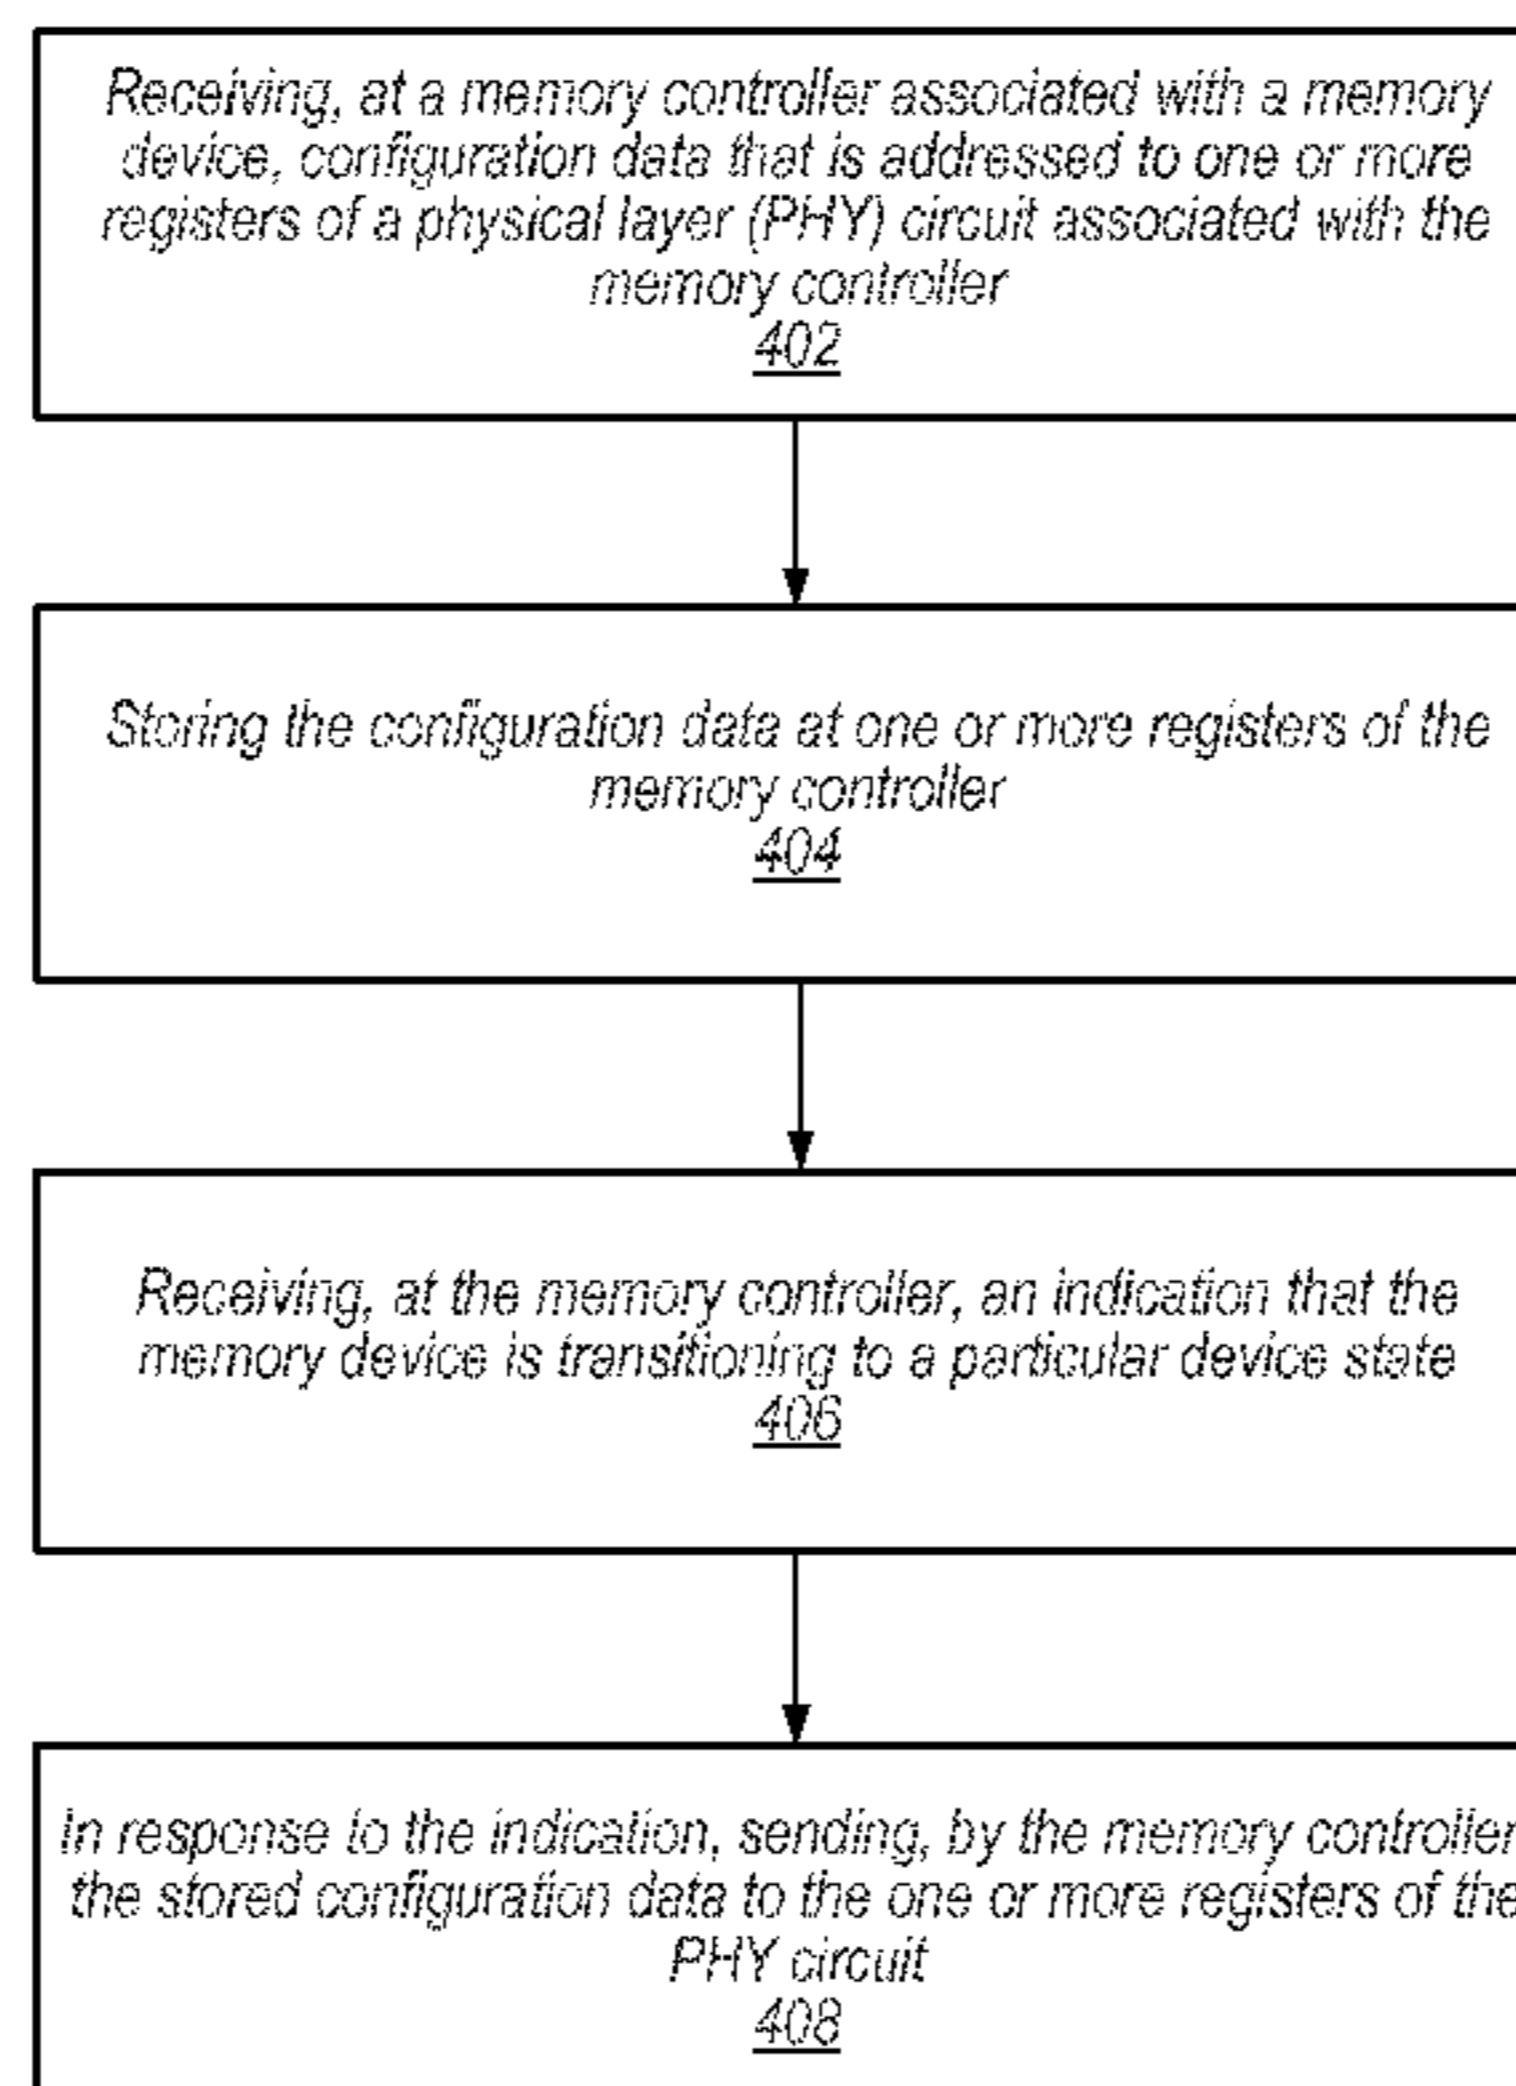 Receiving, at a memory controller associated with a memory
device, configuration data that is addressed to one or more
registers of a physical layer (PHY) circuit associated with the
memory controller
402
Storing the configuration data at one or more registers of the
memory controller
404
Receiving, at the memory controller, an indication that the
memory device is transitioning to a particular device state
406
In response to the indication, sending, by the memory controller
the stored configuration data to the one or more registers of the
PHY circuit
408